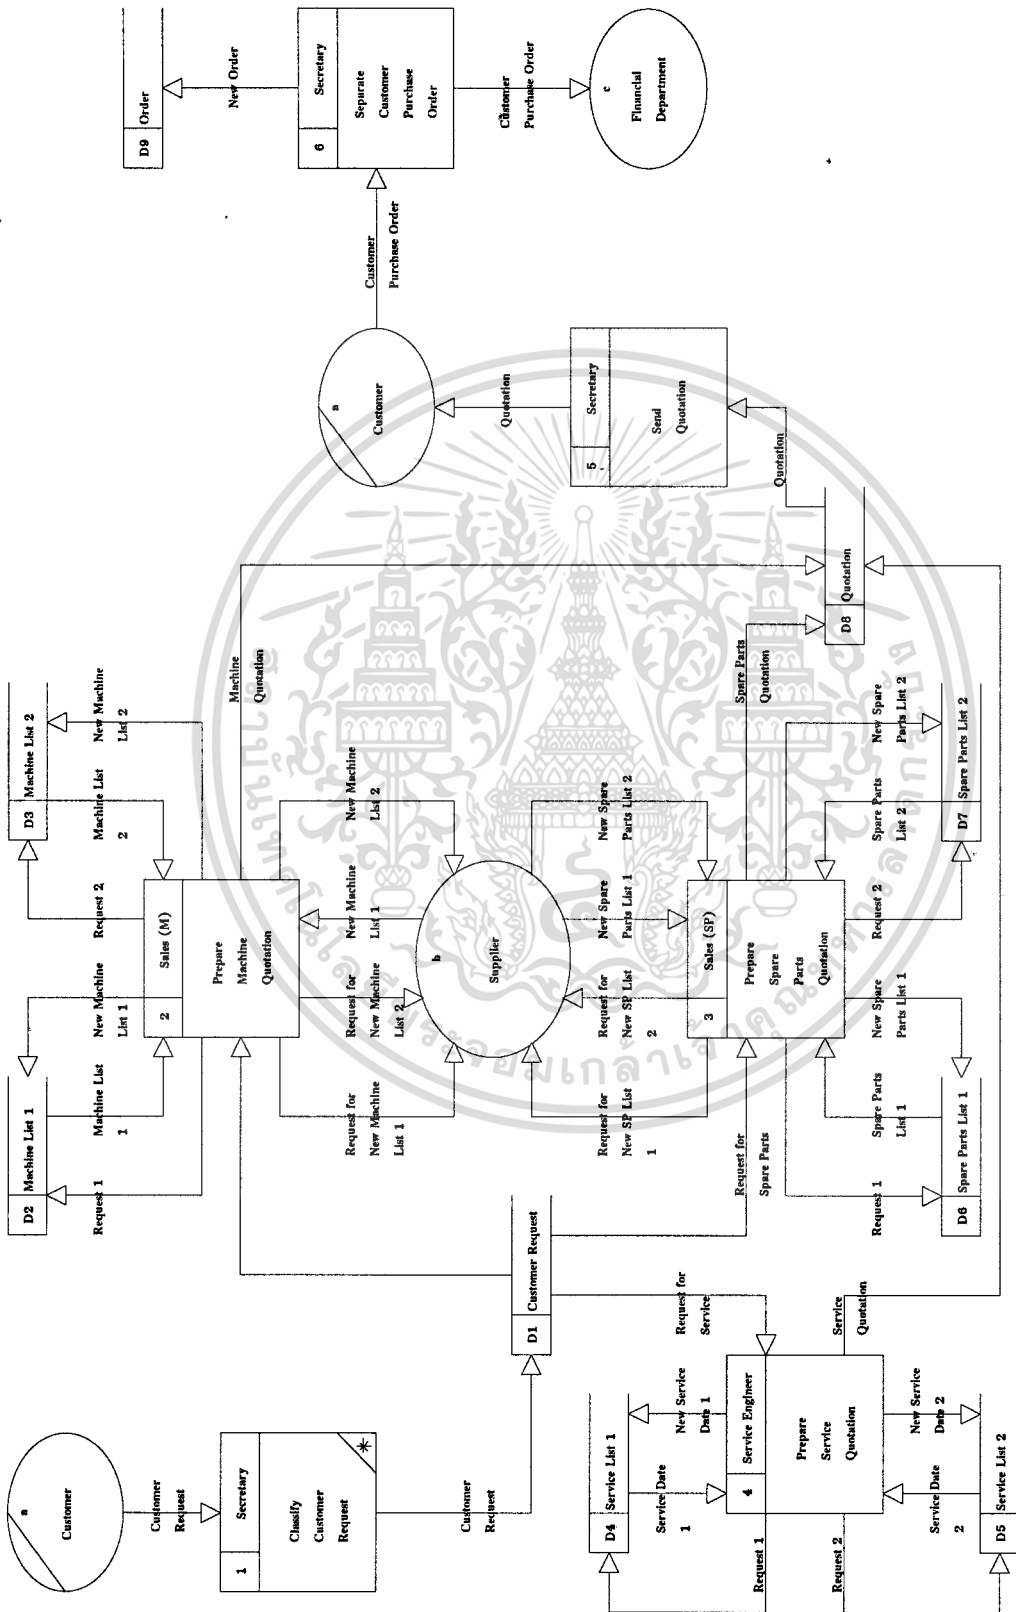 a
Customer
Customer
Request
1
Secretary
Classify
Customer
Request
*
Customer
Request
D1
Customer Request
D2
Machine List 1
Request 1
Machine List
1
New Machine
List 1
Request 2
D3
Machine List 2
Machine List
2
New Machine
List 2
2
Sales (M)
Prepare
Machine
Quotation
Machine
Quotation
Request for
New Machine
List 1
Request for
New Machine
List 2
New Machine
List 1
New Machine
List 2
b
Supplier
Request for
New SP List
1
Request for
New SP List
2
New Spare
Parts List 1
New Spare
Parts List 2
Request for
Spare Parts
3
Sales (SP)
Prepare
Spare
Parts
Quotation
Spare Parts
Quotation
Request 1
Spare Parts
List 1
New Spare
Parts List 1
Request 2
Spare Parts
List 2
New Spare
Parts List 2
D6
Spare Parts List 1
D7
Spare Parts List 2
Request for
Service
D4
Service List 1
Service Date
1
New Service
Date 1
4
Service Engineer
Prepare
Service
Quotation
Request 1
Request 2
Service
Quotation
Service Date
2
New Service
Date 2
D5
Service List 2
D8
Quotation
Quotation
5
Secretary
Send
Quotation
Quotation
a
Customer
Customer
Purchase Order
6
Secretary
Separate
Customer
Purchase
Order
New Order
D9
Order
Customer
Purchase Order
c
Financial
Department